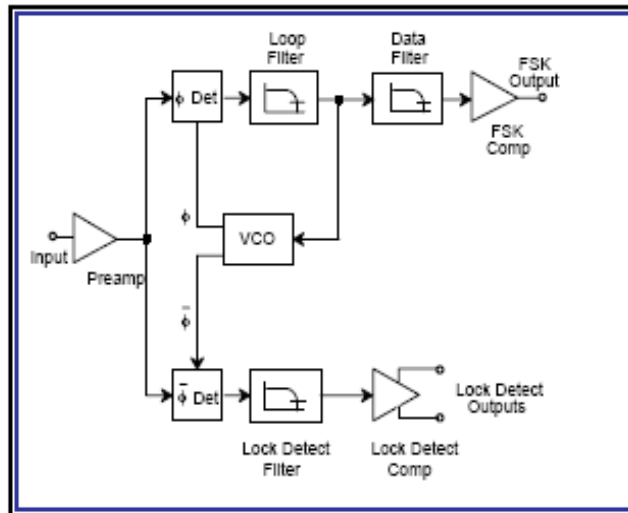 Loop
Filter
Data
Filter
FSK
Output
ϕ Det
FSK
Comp
ϕ
VCO
Input
Preamp
ϕ̅
ϕ̅ Det
Lock Detect
Outputs
Lock Detect
Filter
Lock Detect
Comp